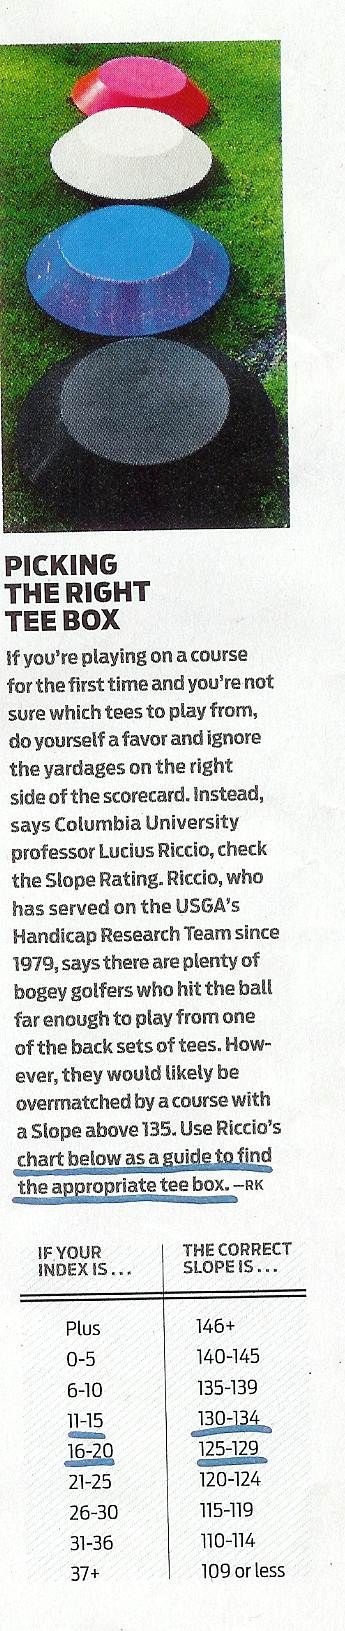 PICKING
THE RIGHT
TEE BOX
If you're playing on a course
for the first time and you're not
sure which tees to play from,
do yourself a favor and ignore
the yardages on the right
side of the scorecard. Instead,
says Columbia University
professor Lucius Riccio, check
the Slope Rating. Riccio, who
has served on the USGA's
Handicap Research Team since
1979, says there are plenty of
bogey golfers who hit the ball
far enough to play from one
of the back sets of tees. How-
ever, they would likely be
overmatched by a course with
a Slope above 135. Use Riccio's
chart below as a guide to find
the appropriate tee box. —RK
IF YOUR INDEX IS... THE CORRECT SLOPE IS...
Plus 146+
0-5 140-145
6-10 135-139
11-15 130-134
16-20 125-129
21-25 120-124
26-30 115-119
31-36 110-114
37+ 109 or less